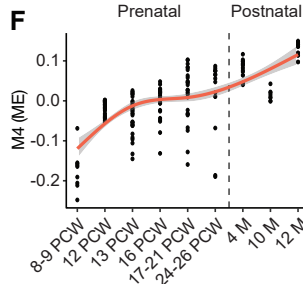 F
Prenatal Postnatal
M4 (ME)
0.1
0.0
-0.1
-0.2
8-9 PCW
12 PCW
13 PCW
16 PCW
17-21 PCW
24-26 PCW
4 M
10 M
12 M